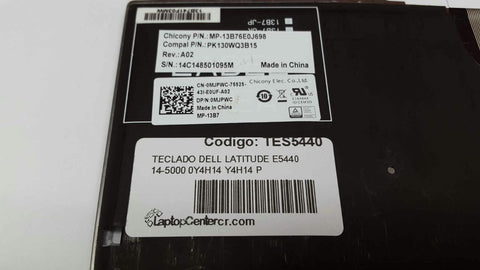 13B7-JP
Chicony P/N.: MP-13B76E0J698
Compal P/N.: PK130WQ3B15
Rev.: A02
S/N.:14C148501095M Made in China
CN-0MJPWC-76525-
43I-E0UF-A02
DP/N: 0MJPWC
Made in China
MP-13B7
Chicony Elec. Co.,Ltd.
Codigo: TES5440
TECLADO DELL LATITUDE E5440
14-5000 0Y4H14 Y4H14 P
LaptopCentercr.com